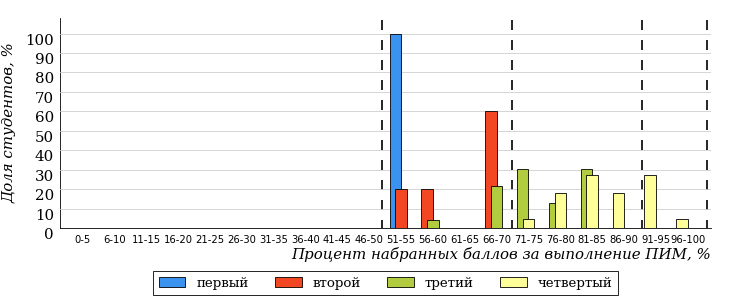 Доля студентов, %
100
90
80
70
60
50
40
30
20
10
0
0-5 6-10 11-15 16-20 21-25 26-30 31-35 36-40 41-45 46-50 51-55 56-60 61-65 66-70 71-75 76-80 81-85 86-90 91-95 96-100
Процент набранных баллов за выполнение ПИМ, %
первый второй третий четвертый